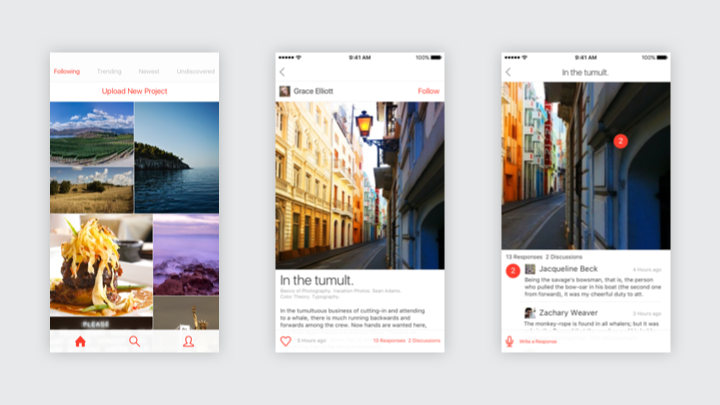 Following Trending Newest Undiscovered
Upload New Project
PLEASE
9:41 AM 100%
Grace Elliott Follow
In the tumult.
Basics of Photography, Vacation Photos, Sean Adams,
Color Theory, Typography,
In the tumultuous business of cutting-in and attending
to a whale, there is much running backwards and
forwards among the crew. Now hands are wanted here,
6 Hours ago 13 Responses 2 Discussions
9:41 AM 100%
In the tumult.
2
13 Responses 2 Discussions
2 Jacqueline Beck 4 Hours ago
Being the savage's bowsman, that is, the person
who pulled the bow-oar in his boat (the second one
from forward), it was my cheerful duty to att.
Zachary Weaver 3 Hours ago
The monkey-rope is found in all whalers; but it was
Write a Response